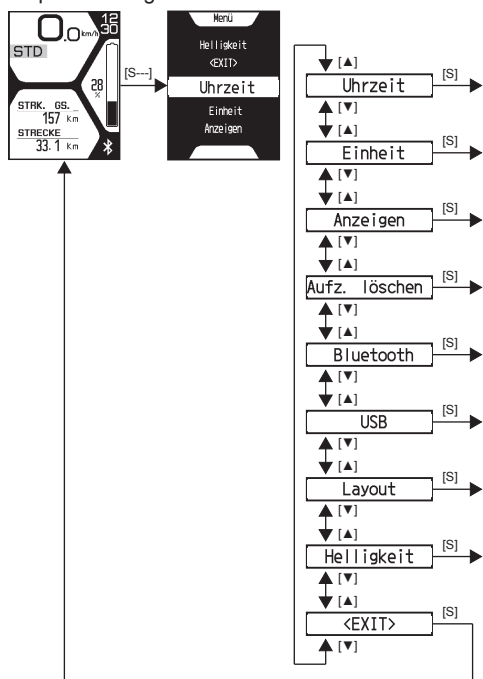 0.0 km/h
12
30
STD
28
%
STRK. GS.
157 km
STRECKE
33.1 km
[S---]
Menü
Helligkeit
<EXIT>
Uhrzeit
Einheit
Anzeigen
[▲]
Uhrzeit [S]
[▼]
[▲]
Einheit [S]
[▼]
[▲]
Anzeigen [S]
[▼]
[▲]
Aufz. löschen [S]
[▼]
[▲]
Bluetooth [S]
[▼]
[▲]
USB [S]
[▼]
[▲]
Layout [S]
[▼]
[▲]
Helligkeit [S]
[▼]
[▲]
<EXIT> [S]
[▼]